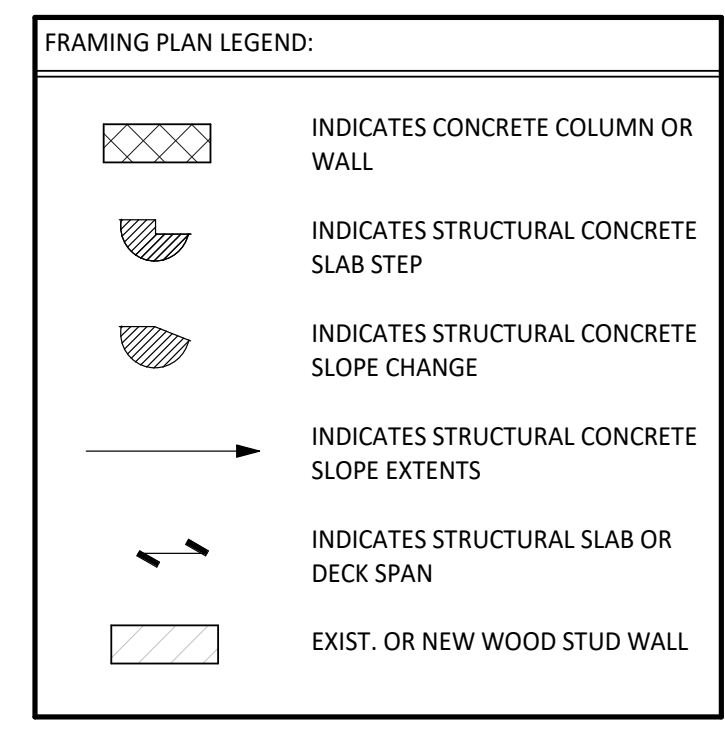 FRAMING PLAN LEGEND:
INDICATES CONCRETE COLUMN OR
WALL
INDICATES STRUCTURAL CONCRETE
SLAB STEP
INDICATES STRUCTURAL CONCRETE
SLOPE CHANGE
INDICATES STRUCTURAL CONCRETE
SLOPE EXTENTS
INDICATES STRUCTURAL SLAB OR
DECK SPAN
EXIST. OR NEW WOOD STUD WALL